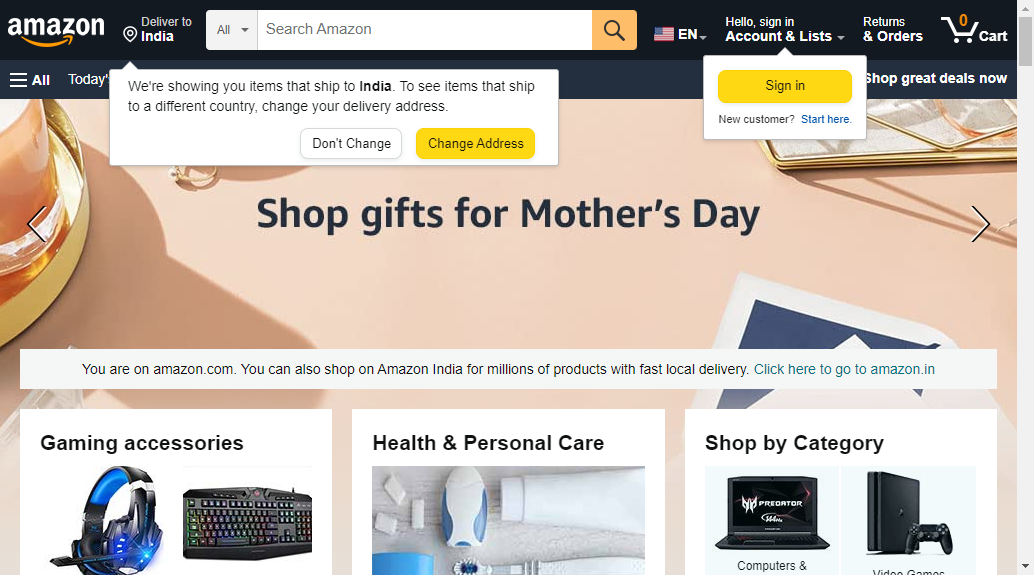 amazon
Deliver to
India
All
Search Amazon
EN
Hello, sign in
Account & Lists
Returns
& Orders
0
Cart
All
Today's
Shop great deals now
We're showing you items that ship to India. To see items that ship
to a different country, change your delivery address.
Don't Change
Change Address
Sign in
New customer? Start here.
Shop gifts for Mother's Day
You are on amazon.com. You can also shop on Amazon India for millions of products with fast local delivery. Click here to go to amazon.in
Gaming accessories
Health & Personal Care
Shop by Category
PREDATOR
144Hz
Computers &
Video Games